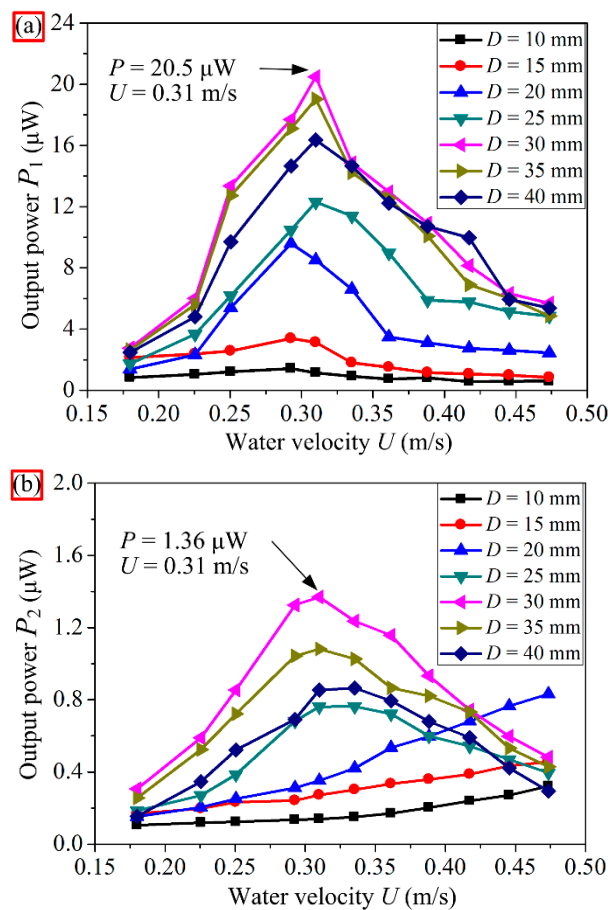 (a)
24
20
16
12
8
4
0
Output power P₁ (μW)
P = 20.5 μW
U = 0.31 m/s
D = 10 mm
D = 15 mm
D = 20 mm
D = 25 mm
D = 30 mm
D = 35 mm
D = 40 mm
0.15 0.20 0.25 0.30 0.35 0.40 0.45 0.50
Water velocity U (m/s)
(b)
2.0
1.6
1.2
0.8
0.4
0.0
Output power P₂ (μW)
P = 1.36 μW
U = 0.31 m/s
D = 10 mm
D = 15 mm
D = 20 mm
D = 25 mm
D = 30 mm
D = 35 mm
D = 40 mm
0.15 0.20 0.25 0.30 0.35 0.40 0.45 0.50
Water velocity U (m/s)